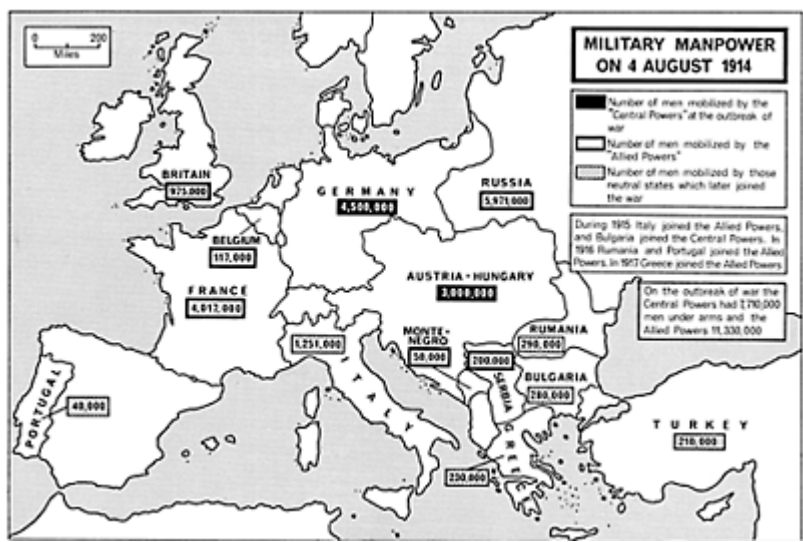 0 200
Miles
MILITARY MANPOWER
ON 4 AUGUST 1914
Number of men mobilized by the
"Central Powers" at the outbreak of
war
Number of men mobilized by the
"Allied Powers"
Number of men mobilized by those
neutral states which later joined
the war
During 1915 Italy joined the Allied Powers,
and Bulgaria joined the Central Powers. In
1916 Rumania and Portugal joined the Allied
Powers. In 1917 Greece joined the Allied Powers
On the outbreak of war the
Central Powers had 7,710,000
men under arms and the
Allied Powers 11,330,000
BRITAIN
975,000
GERMANY
4,500,000
RUSSIA
5,971,000
BELGIUM
117,000
FRANCE
4,017,000
AUSTRIA-HUNGARY
3,000,000
1,251,000
ITALY
MONTE-
NEGRO
50,000
200,000
SERBIA
RUMANIA
290,000
BULGARIA
280,000
PORTUGAL
40,000
GREECE
230,000
TURKEY
210,000